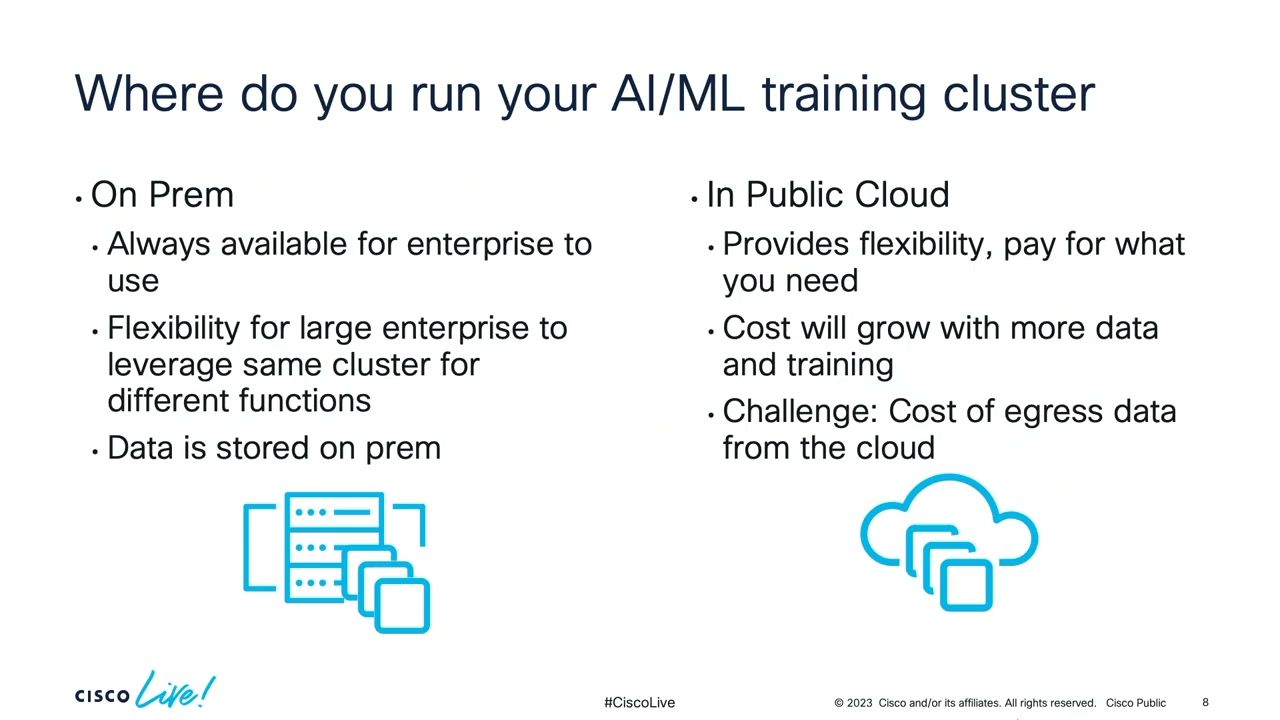 Where do you run your AI/ML training cluster
• On Prem
• Always available for enterprise to
use
• Flexibility for large enterprise to
leverage same cluster for
different functions
• Data is stored on prem
• In Public Cloud
• Provides flexibility, pay for what
you need
• Cost will grow with more data
and training
• Challenge: Cost of egress data
from the cloud
CISCO Live!
#CiscoLive
© 2023 Cisco and/or its affiliates. All rights reserved. Cisco Public
8